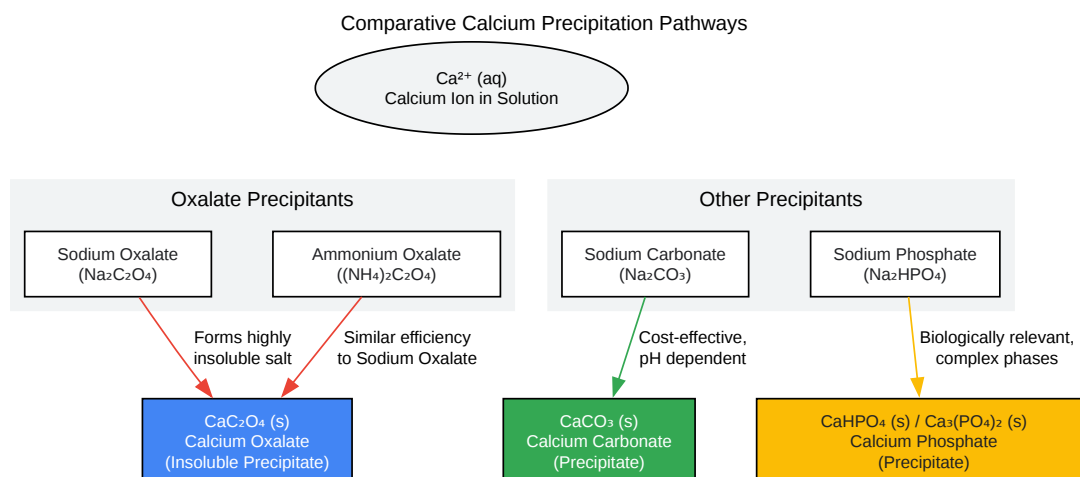 Comparative Calcium Precipitation Pathways
Ca²⁺ (aq)
Calcium Ion in Solution
Oxalate Precipitants
Other Precipitants
Sodium Oxalate
(Na₂C₂O₄)
Ammonium Oxalate
((NH₄)₂C₂O₄)
Sodium Carbonate
(Na₂CO₃)
Sodium Phosphate
(Na₂HPO₄)
Forms highly
insoluble salt
Similar efficiency
to Sodium Oxalate
Cost-effective,
pH dependent
Biologically relevant,
complex phases
CaC₂O₄ (s)
Calcium Oxalate
(Insoluble Precipitate)
CaCO₃ (s)
Calcium Carbonate
(Precipitate)
CaHPO₄ (s) / Ca₃(PO₄)₂ (s)
Calcium Phosphate
(Precipitate)